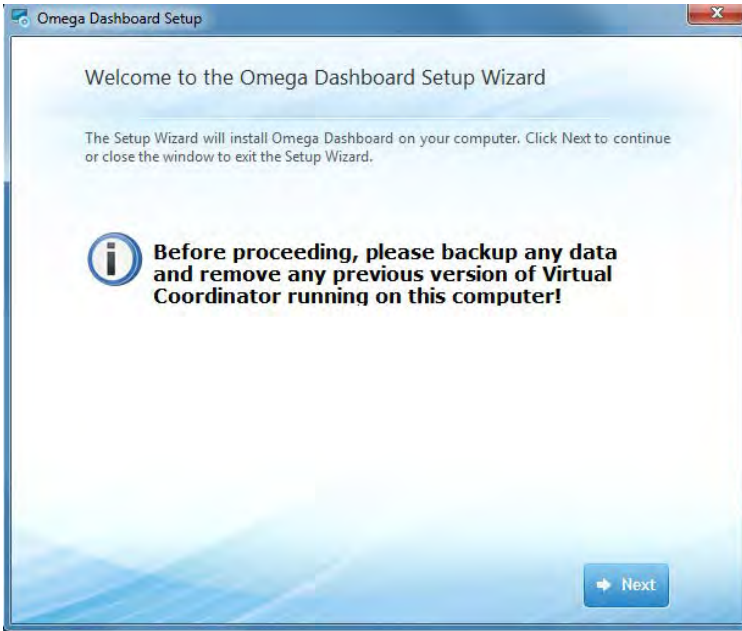 Omega Dashboard Setup
Welcome to the Omega Dashboard Setup Wizard
The Setup Wizard will install Omega Dashboard on your computer. Click Next to continue
or close the window to exit the Setup Wizard.
Before proceeding, please backup any data
and remove any previous version of Virtual
Coordinator running on this computer!
Next